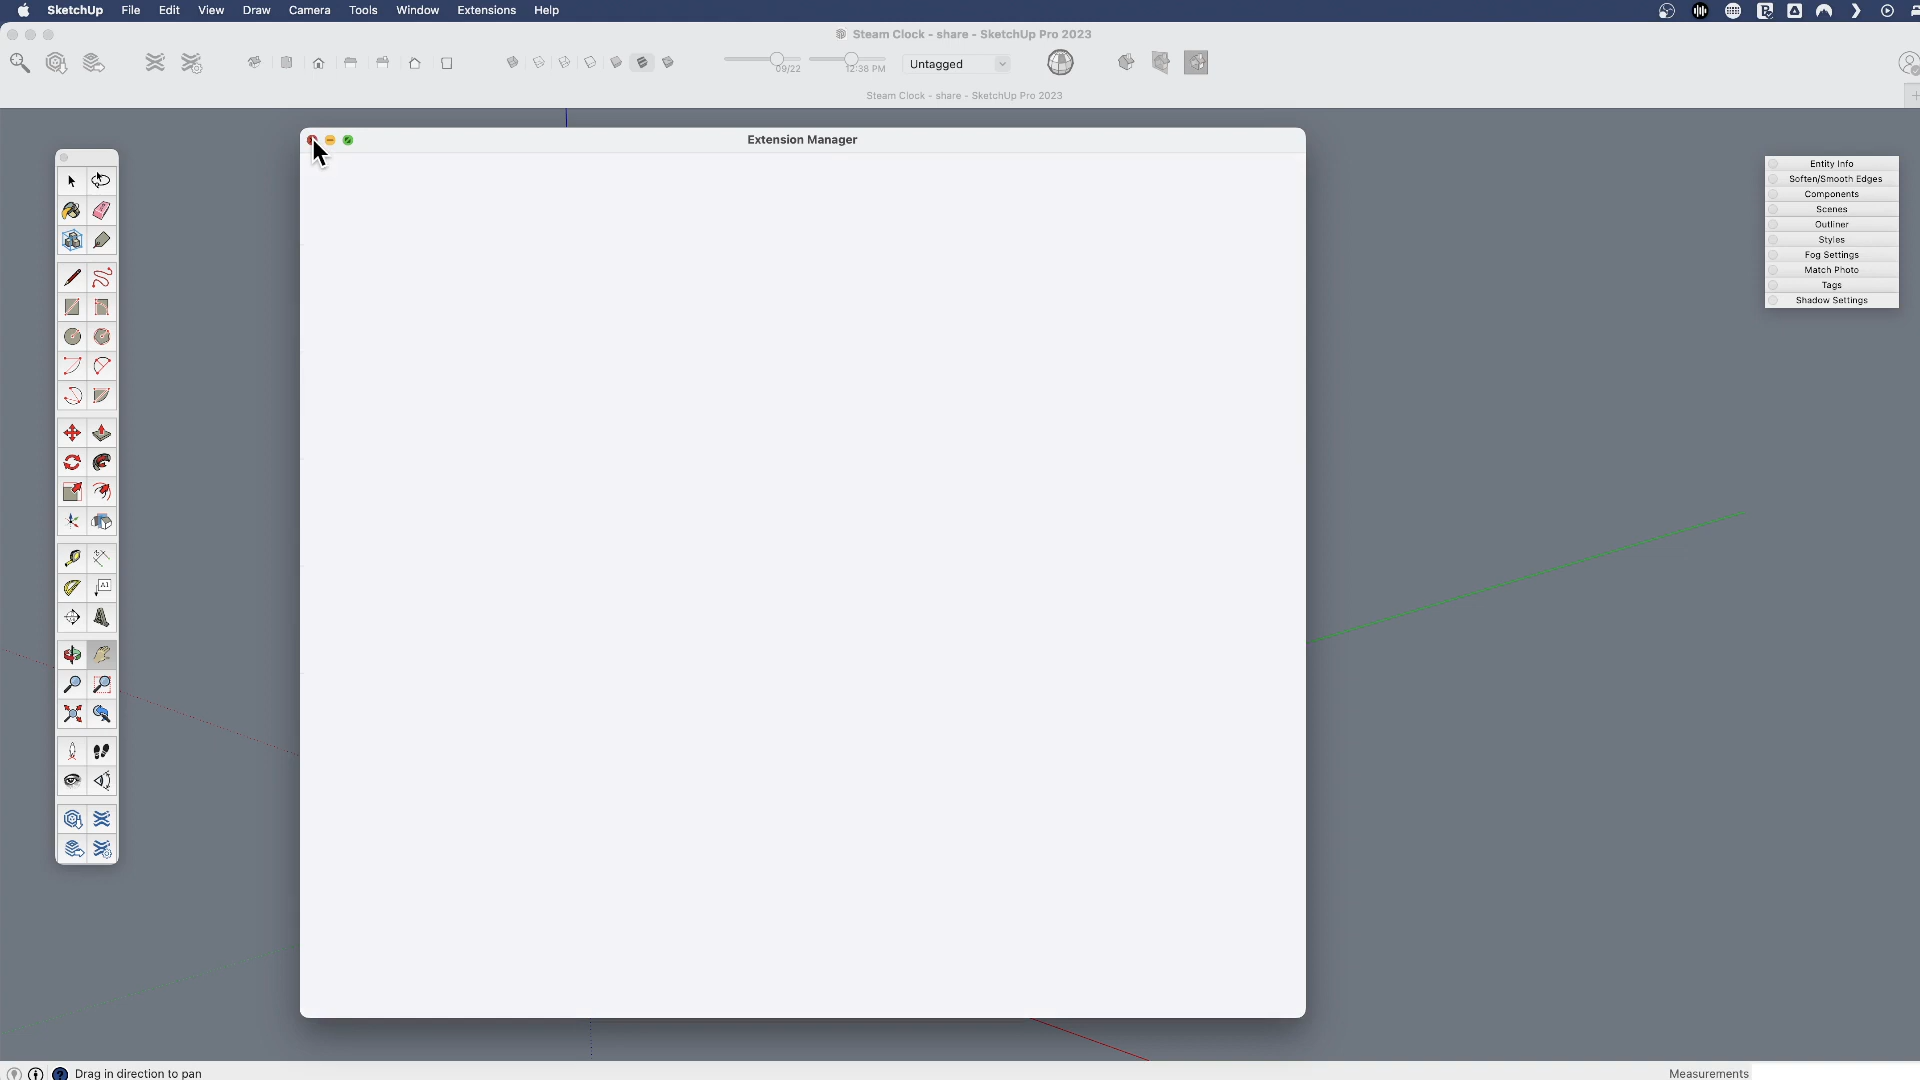 SketchUp File Edit View Draw Camera Tools Window Extensions Help
Steam Clock - share - SketchUp Pro 2023
09/22
12:38 PM
Untagged
Steam Clock - share - SketchUp Pro 2023
Extension Manager
Entity Info
Soften/Smooth Edges
Components
Scenes
Outliner
Styles
Fog Settings
Match Photo
Tags
Shadow Settings
A1
Drag in direction to pan
Measurements